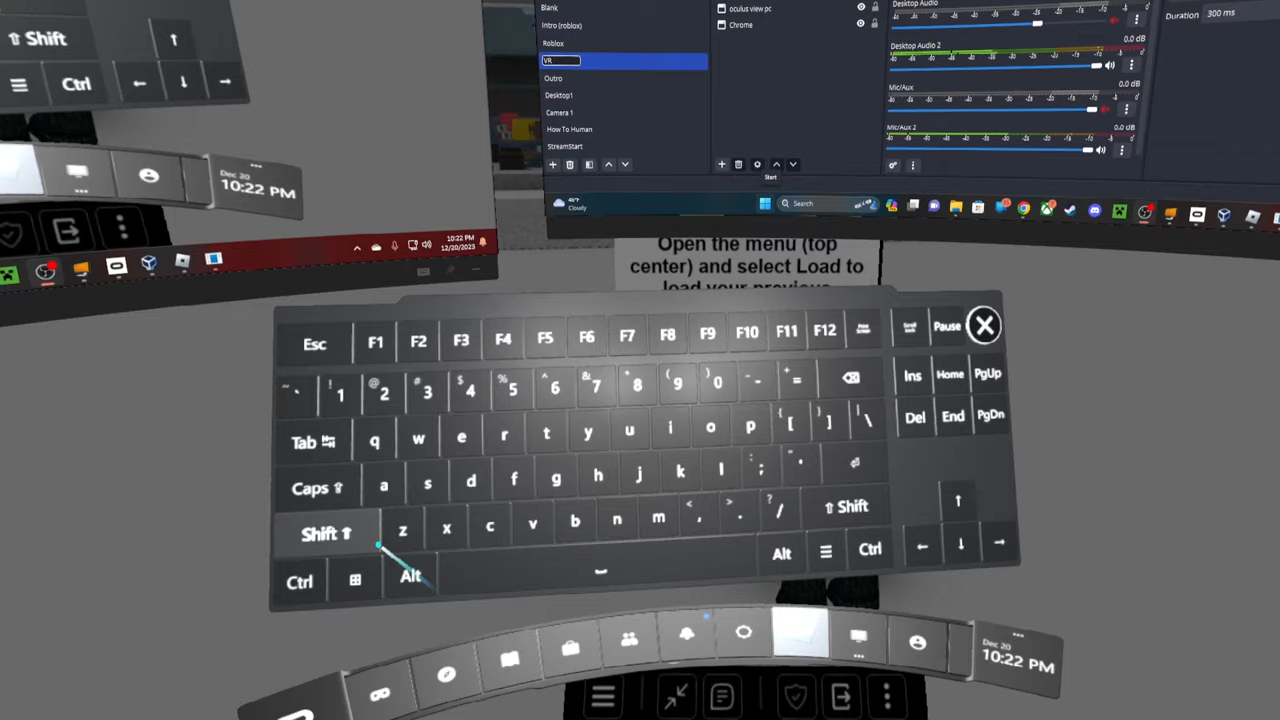 ⇧ Shift
↑
☰ Ctrl ← ↓ →
Dec 20
10:22 PM
10:22 PM
12/20/2023
Blank
Intro (roblox)
Roblox
VR
Outro
Desktop1
Camera 1
How To Human
StreamStart
oculus view pc
Chrome
Desktop Audio
Desktop Audio 2
0.0 dB
Mic/Aux
0.0 dB
Mic/Aux 2
0.0 dB
Duration 300 ms
Start
Cloudy
Search
Open the menu (top
center) and select Load to
load your previous
Esc F1 F2 F3 F4 F5 F6 F7 F8 F9 F10 F11 F12 Pause
~ ` ! 1 @ 2 # 3 $ 4 % 5 ^ 6 & 7 * 8 ( 9 ) 0 - + = Ins Home PgUp
Tab q w e r t y u i o p { [ } ] | \ Del End PgDn
Caps ⇧ a s d f g h j k l : ;
Shift ⇧ z x c v b n m < , > . ? / ⇧ Shift ↑
Ctrl Alt Alt ☰ Ctrl ← ↓ →
Dec 20
10:22 PM